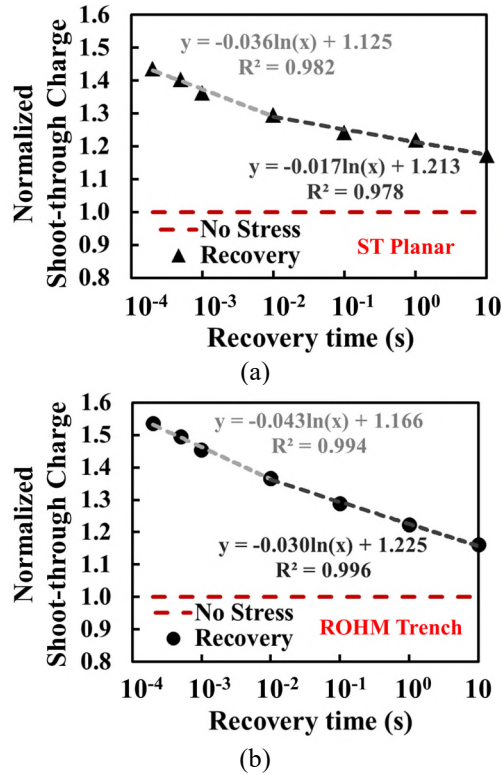 (a)
Normalized
Shoot-through Charge
1.6
1.5
1.4
1.3
1.2
1.1
1.0
0.9
0.8
y = -0.036ln(x) + 1.125
R² = 0.982
y = -0.017ln(x) + 1.213
R² = 0.978
No Stress
Recovery
ST Planar
10⁻⁴ 10⁻³ 10⁻² 10⁻¹ 10⁰ 10
Recovery time (s)
(a)
Normalized
Shoot-through Charge
1.6
1.5
1.4
1.3
1.2
1.1
1.0
0.9
0.8
y = -0.043ln(x) + 1.166
R² = 0.994
y = -0.030ln(x) + 1.225
R² = 0.996
No Stress
Recovery
ROHM Trench
10⁻⁴ 10⁻³ 10⁻² 10⁻¹ 10⁰ 10
Recovery time (s)
(b)